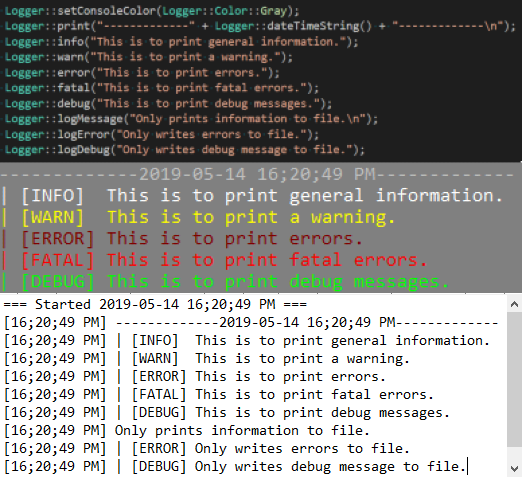 Logger::setConsoleColor(Logger::Color::Gray);
Logger::print("-------------" + Logger::dateTimeString() + "-------------\n");
Logger::info("This is to print general information.");
Logger::warn("This is to print a warning.");
Logger::error("This is to print errors.");
Logger::fatal("This is to print fatal errors.");
Logger::debug("This is to print debug messages.");
Logger::logMessage("Only prints information to file.\n");
Logger::logError("Only writes errors to file.");
Logger::logDebug("Only writes debug message to file.");
-------------2019-05-14 16;20;49 PM-------------
| [INFO]  This is to print general information.
| [WARN]  This is to print a warning.
| [ERROR] This is to print errors.
| [FATAL] This is to print fatal errors.
| [DEBUG] This is to print debug messages.
=== Started 2019-05-14 16;20;49 PM ===
[16;20;49 PM] -------------2019-05-14 16;20;49 PM-------------
[16;20;49 PM] | [INFO]  This is to print general information.
[16;20;49 PM] | [WARN]  This is to print a warning.
[16;20;49 PM] | [ERROR] This is to print errors.
[16;20;49 PM] | [FATAL] This is to print fatal errors.
[16;20;49 PM] | [DEBUG] This is to print debug messages.
[16;20;49 PM] Only prints information to file.
[16;20;49 PM] | [ERROR] Only writes errors to file.
[16;20;49 PM] | [DEBUG] Only writes debug message to file.